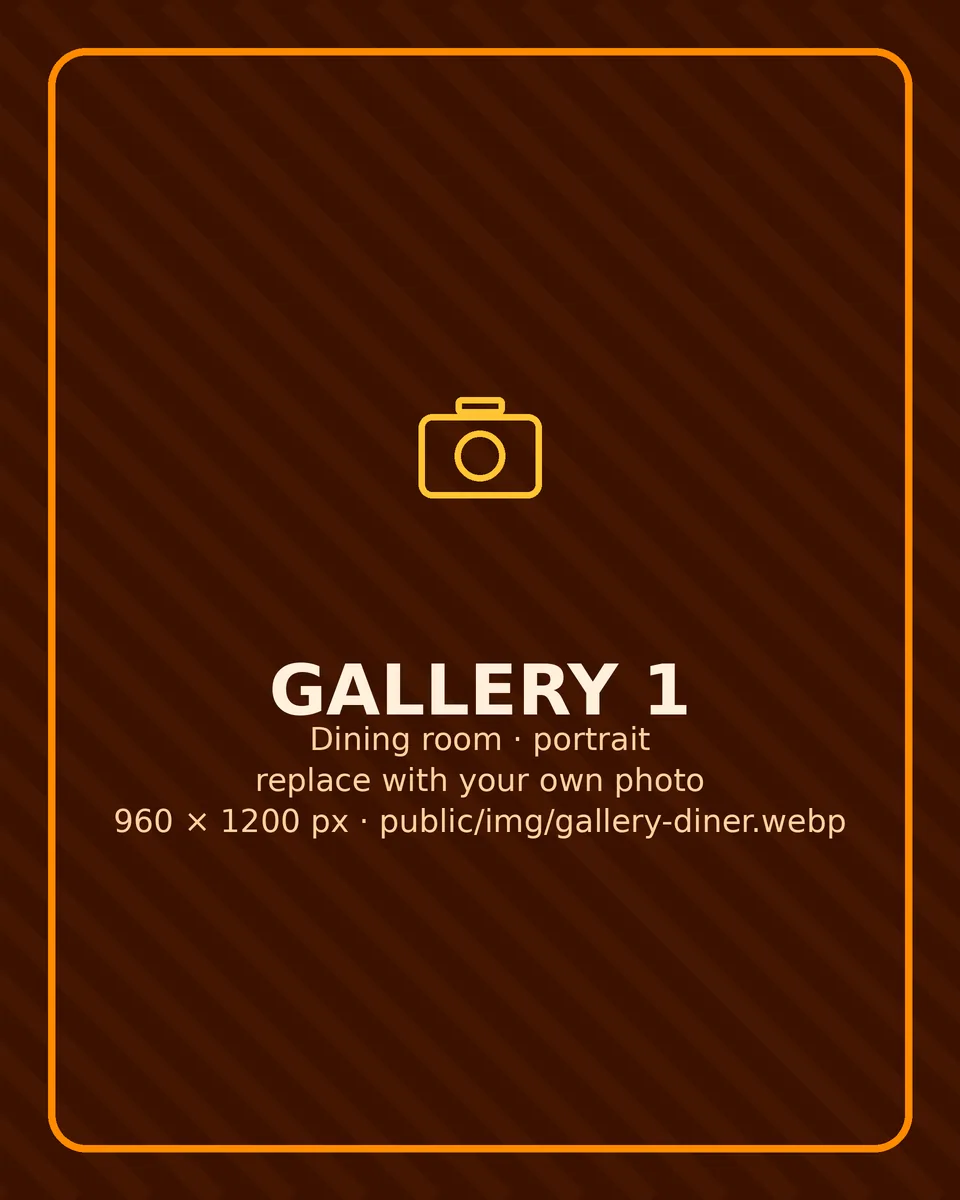 GALLERY 1
Dining room · portrait
replace with your own photo
960 × 1200 px · public/img/gallery-diner.webp